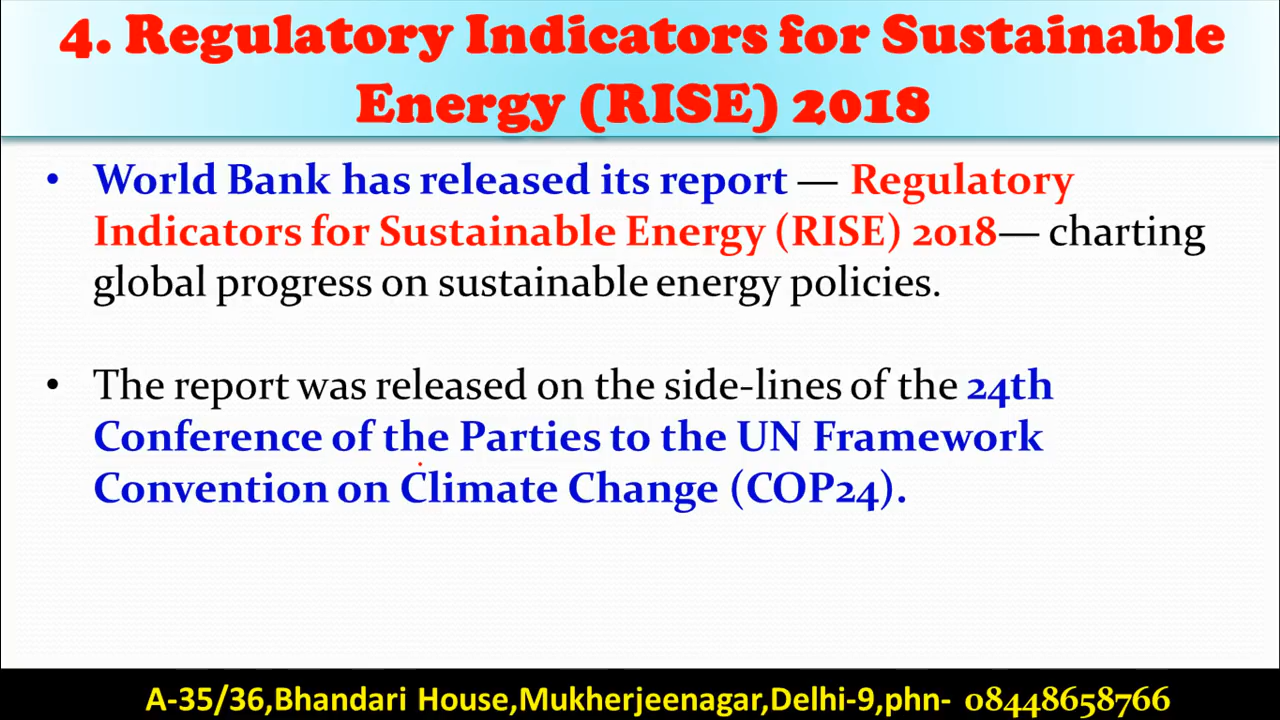 4. Regulatory Indicators for Sustainable
Energy (RISE) 2018
• World Bank has released its report — Regulatory
Indicators for Sustainable Energy (RISE) 2018— charting
global progress on sustainable energy policies.
• The report was released on the side-lines of the 24th
Conference of the Parties to the UN Framework
Convention on Climate Change (COP24).
A-35/36,Bhandari House,Mukherjeenagar,Delhi-9,phn- 08448658766